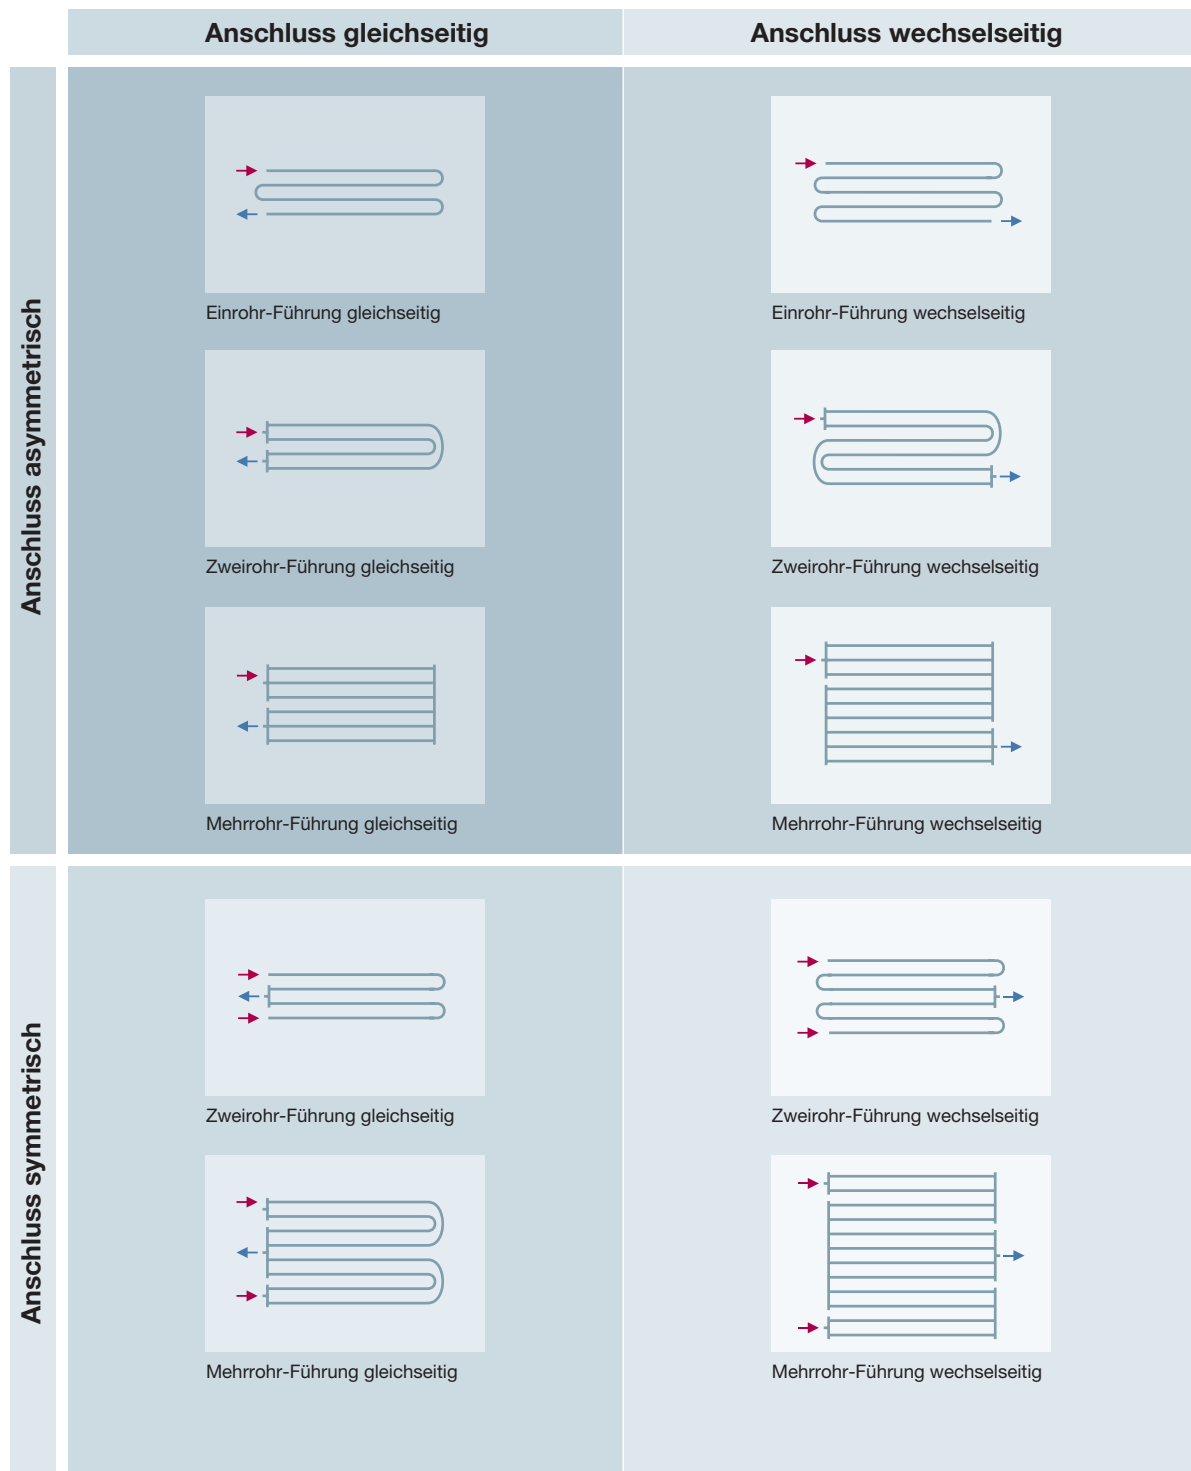 Anschluss gleichseitig
Anschluss wechselseitig
Anschluss asymmetrisch
Einrohr-Führung gleichseitig
Einrohr-Führung wechselseitig
Zweirohr-Führung gleichseitig
Zweirohr-Führung wechselseitig
Mehrrohr-Führung gleichseitig
Mehrrohr-Führung wechselseitig
Anschluss symmetrisch
Zweirohr-Führung gleichseitig
Zweirohr-Führung wechselseitig
Mehrrohr-Führung gleichseitig
Mehrrohr-Führung wechselseitig